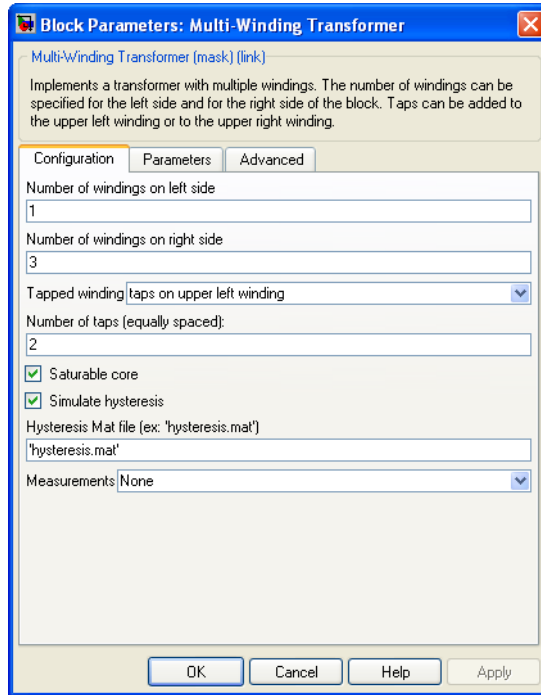 Block Parameters: Multi-Winding Transformer
Multi-Winding Transformer (mask) (link)
Implements a transformer with multiple windings. The number of windings can be
specified for the left side and for the right side of the block. Taps can be added to
the upper left winding or to the upper right winding.
Configuration Parameters Advanced
Number of windings on left side
1
Number of windings on right side
3
Tapped winding taps on upper left winding
Number of taps (equally spaced):
2
Saturable core
Simulate hysteresis
Hysteresis Mat file (ex: 'hysteresis.mat')
'hysteresis.mat'
Measurements None
OK Cancel Help Apply